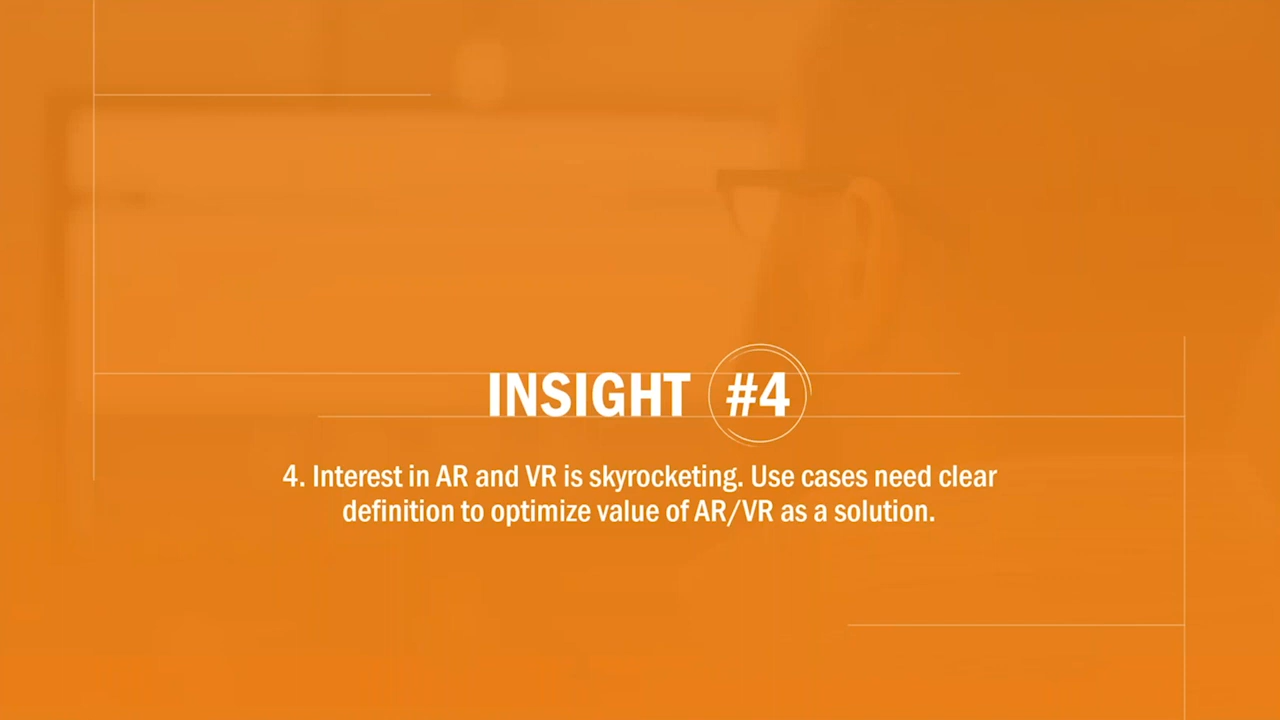 INSIGHT #4
4. Interest in AR and VR is skyrocketing. Use cases need clear
definition to optimize value of AR/VR as a solution.